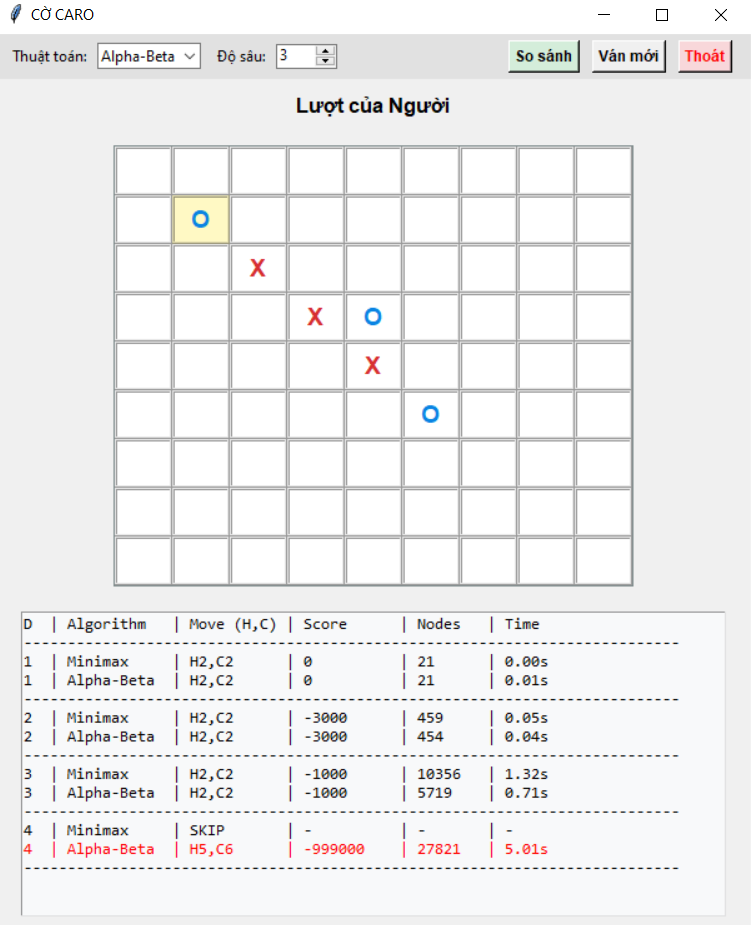 CỜ CARO
Thuật toán: Alpha-Beta Độ sâu: 3 So sánh Ván mới Thoát
Lượt của Người
O
X
X O
X
O
D | Algorithm | Move (H,C) | Score | Nodes | Time
--------------------------------------------------------------------------
1 | Minimax | H2,C2 | 0 | 21 | 0.00s
1 | Alpha-Beta | H2,C2 | 0 | 21 | 0.01s
--------------------------------------------------------------------------
2 | Minimax | H2,C2 | -3000 | 459 | 0.05s
2 | Alpha-Beta | H2,C2 | -3000 | 454 | 0.04s
--------------------------------------------------------------------------
3 | Minimax | H2,C2 | -1000 | 10356 | 1.32s
3 | Alpha-Beta | H2,C2 | -1000 | 5719 | 0.71s
--------------------------------------------------------------------------
4 | Minimax | SKIP | - | - | -
4 | Alpha-Beta | H5,C6 | -999000 | 27821 | 5.01s
--------------------------------------------------------------------------